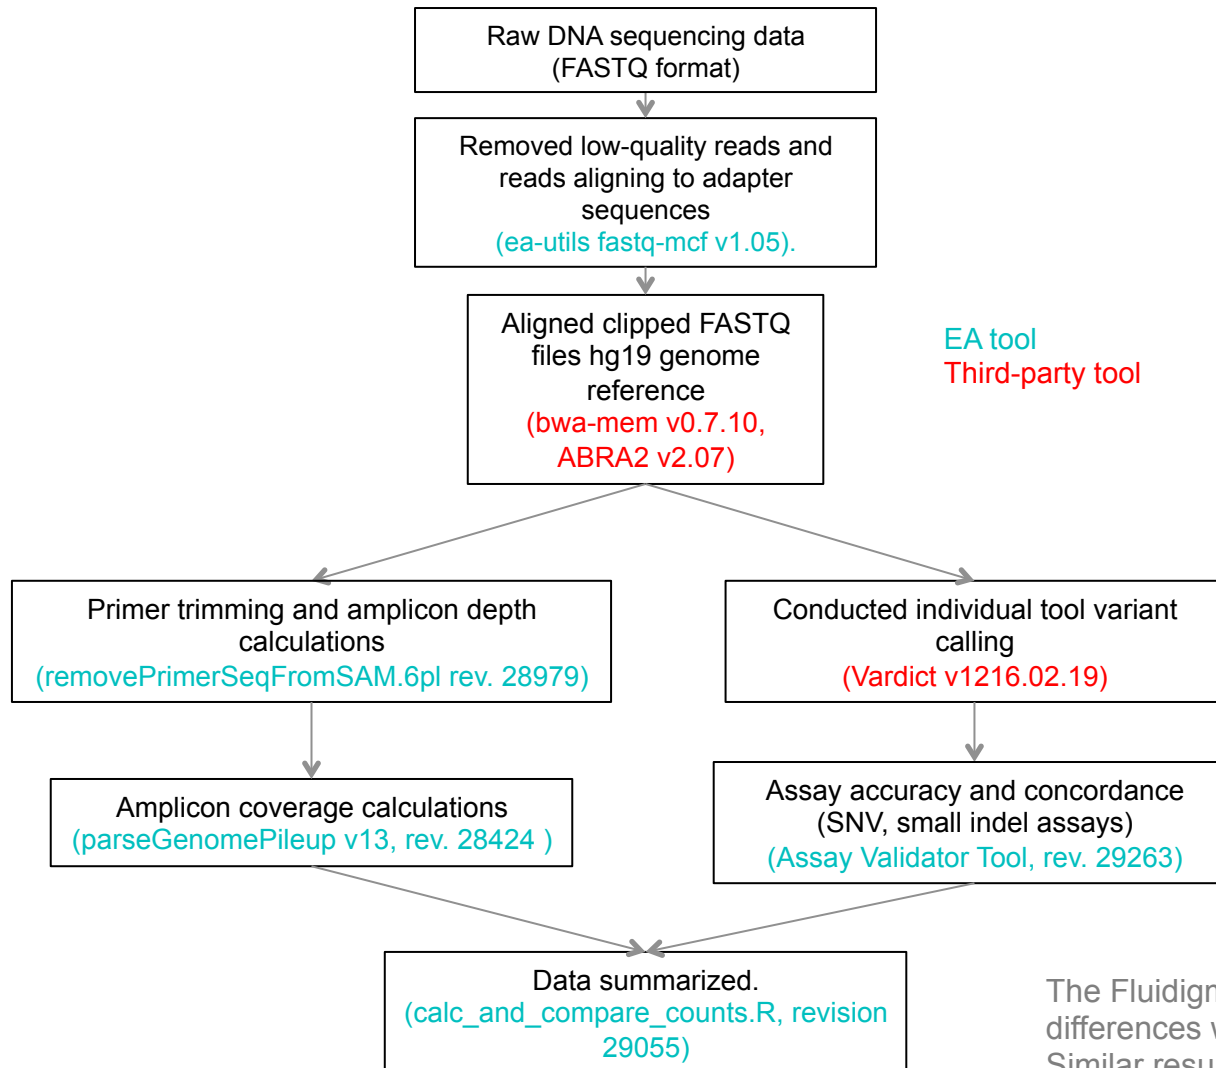 Raw DNA sequencing data
(FASTQ format)
Removed low-quality reads and
reads aligning to adapter
sequences
(ea-utils fastq-mcf v1.05).
Aligned clipped FASTQ
files hg19 genome
reference
(bwa-mem v0.7.10,
ABRA2 v2.07)
EA tool
Third-party tool
Primer trimming and amplicon depth
calculations
(removePrimerSeqFromSAM.6pl rev. 28979)
Conducted individual tool variant
calling
(Vardict v1216.02.19)
Amplicon coverage calculations
(parseGenomePileup v13, rev. 28424 )
Assay accuracy and concordance
(SNV, small indel assays)
(Assay Validator Tool, rev. 29263)
Data summarized.
(calc_and_compare_counts.R, revision
29055)
The
differences
Similar